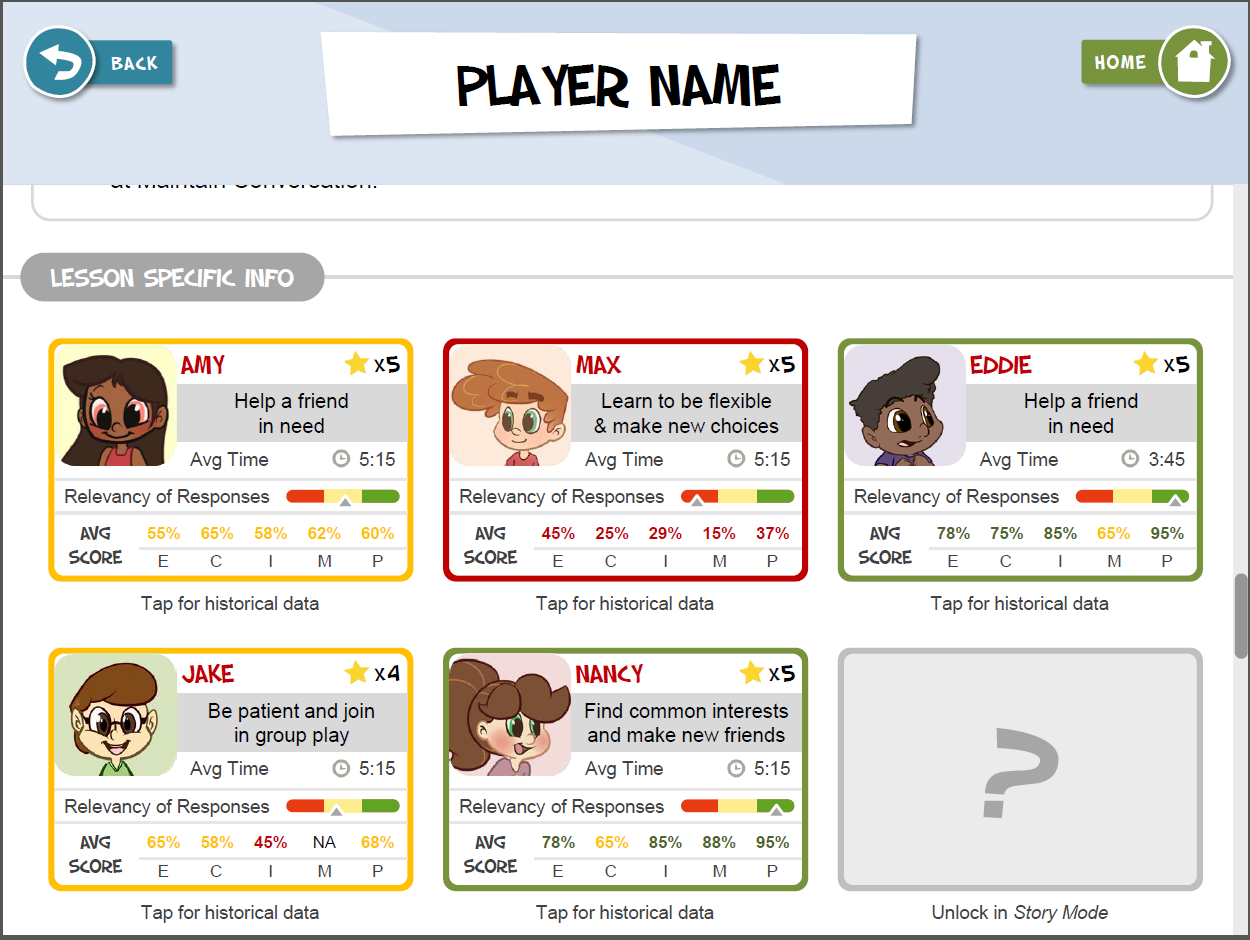 BACK
PLAYER NAME
HOME
at Maintain Conversation.
LESSON SPECIFIC INFO
AMY
x5
Help a friend
in need
Avg Time
5:15
Relevancy of Responses
AVG
SCORE
55% 65% 58% 62% 60%
E C I M P
Tap for historical data
MAX
x5
Learn to be flexible
& make new choices
Avg Time
5:15
Relevancy of Responses
AVG
SCORE
45% 25% 29% 15% 37%
E C I M P
Tap for historical data
EDDIE
x5
Help a friend
in need
Avg Time
3:45
Relevancy of Responses
AVG
SCORE
78% 75% 85% 65% 95%
E C I M P
Tap for historical data
JAKE
x4
Be patient and join
in group play
Avg Time
5:15
Relevancy of Responses
AVG
SCORE
65% 58% 45% NA 68%
E C I M P
Tap for historical data
NANCY
x5
Find common interests
and make new friends
Avg Time
5:15
Relevancy of Responses
AVG
SCORE
78% 65% 85% 88% 95%
E C I M P
Tap for historical data
?
Unlock in Story Mode